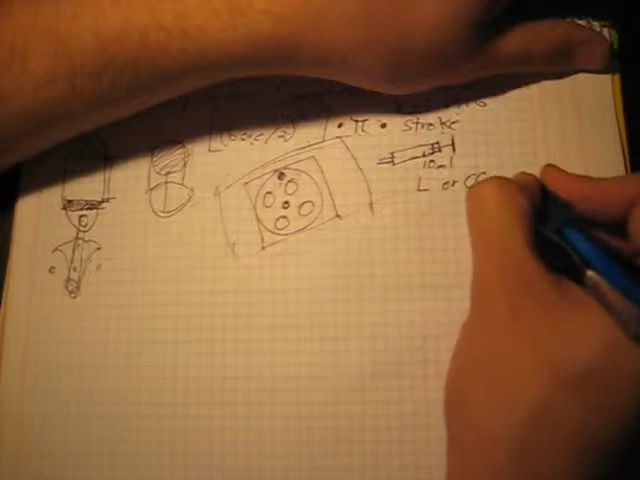 [(bore/2) ] • π • stroke
10ml
L or CC